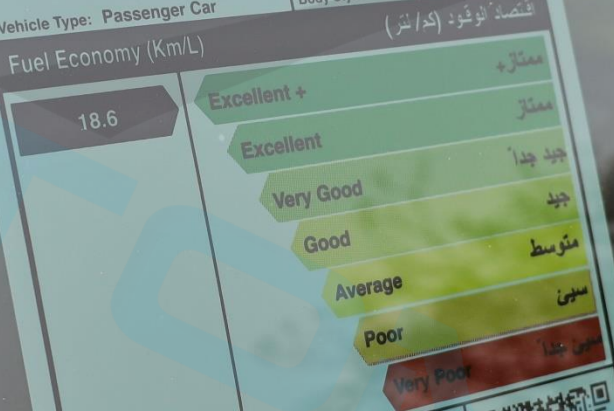 Vehicle Type: Passenger Car
Fuel Economy (Km/L) اقتصاد الوقود (كم/لتر)
18.6
Excellent + ممتاز+
Excellent ممتاز
Very Good جيد جداً
Good جيد
Average متوسط
Poor سيئ
Very Poor سيئ جداً